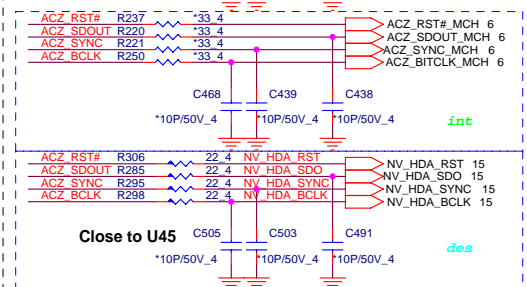 ACZ_RST# R237 *33_4 ACZ_RST#_MCH 6
ACZ_SDOUT R220 *33_4 ACZ_SDOUT_MCH 6
ACZ_SYNC R221 *33_4 ACZ_SYNC_MCH 6
ACZ_BCLK R250 *33_4 ACZ_BITCLK_MCH 6
C468 C439 C438
*10P/50V_4 *10P/50V_4 *10P/50V_4
int
ACZ_RST# R306 22_4 NV_HDA_RST NV_HDA_RST 15
ACZ_SDOUT R285 22_4 NV_HDA_SDO NV_HDA_SDO 15
ACZ_SYNC R295 22_4 NV_HDA_SYNC NV_HDA_SYNC 15
ACZ_BCLK R298 22_4 NV_HDA_BCLK NV_HDA_BCLK 15
Close to U45
C505 C503 C491
*10P/50V_4 *10P/50V_4 *10P/50V_4
des